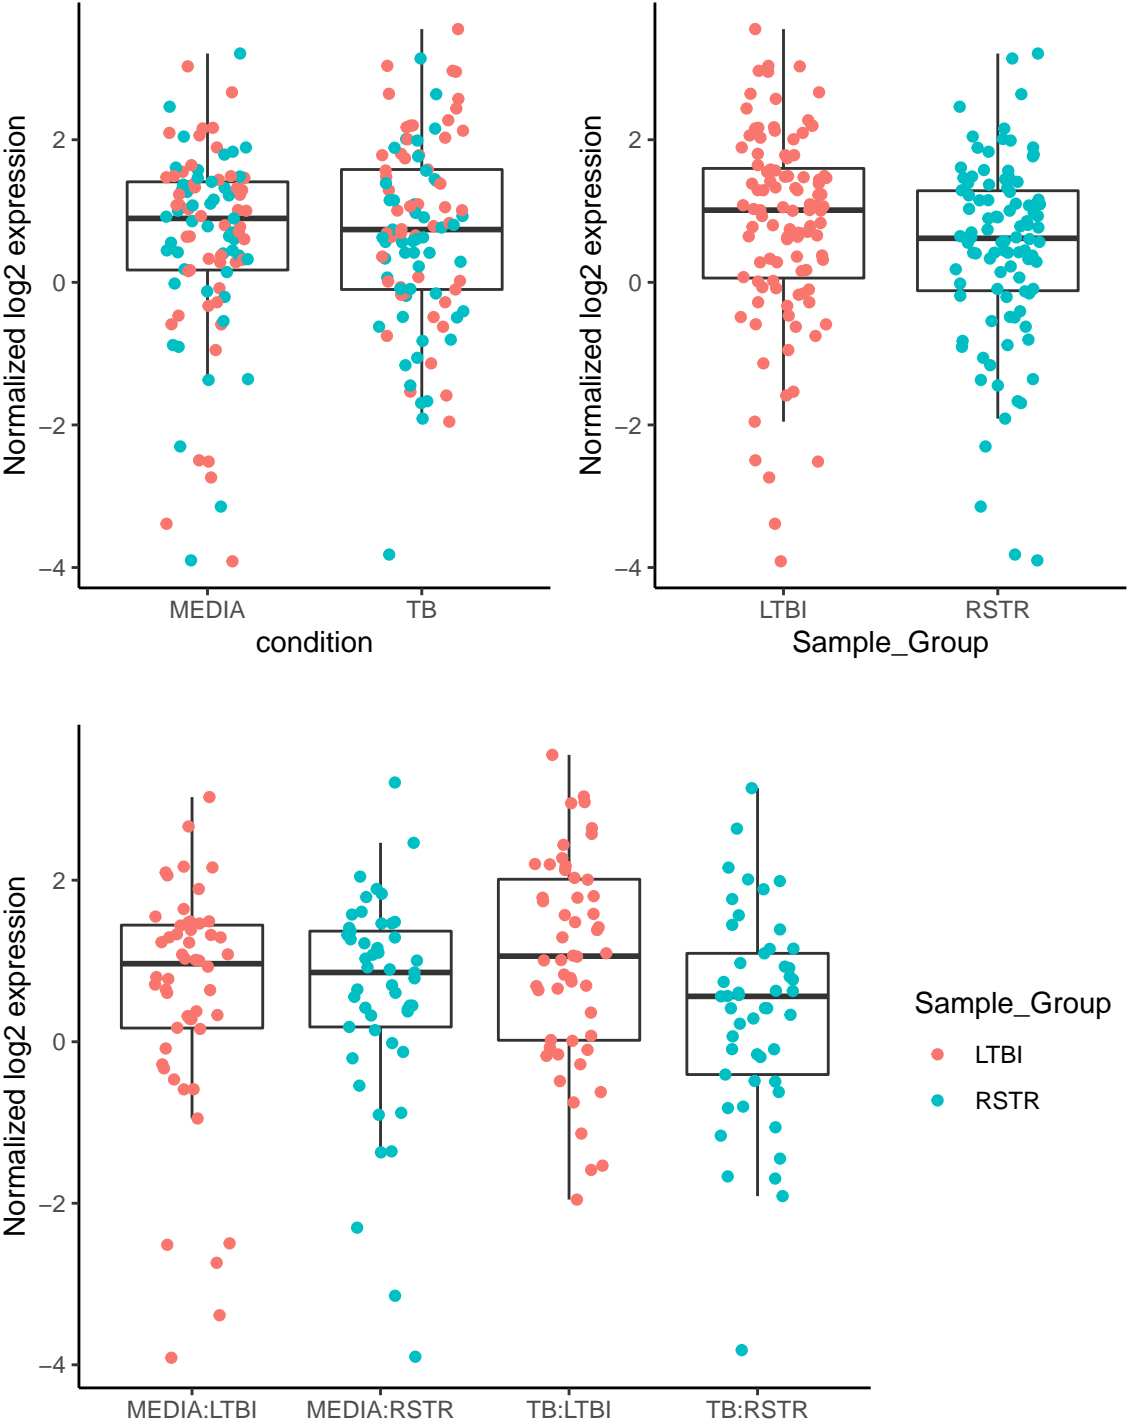 Normalized log2 expression
2
0
−2
−4
MEDIA
TB
condition
Normalized log2 expression
2
0
−2
−4
LTBI
RSTR
Sample_Group
Normalized log2 expression
2
0
−2
−4
MEDIA:LTBI
MEDIA:RSTR
TB:LTBI
TB:RSTR
Sample_Group
LTBI
RSTR